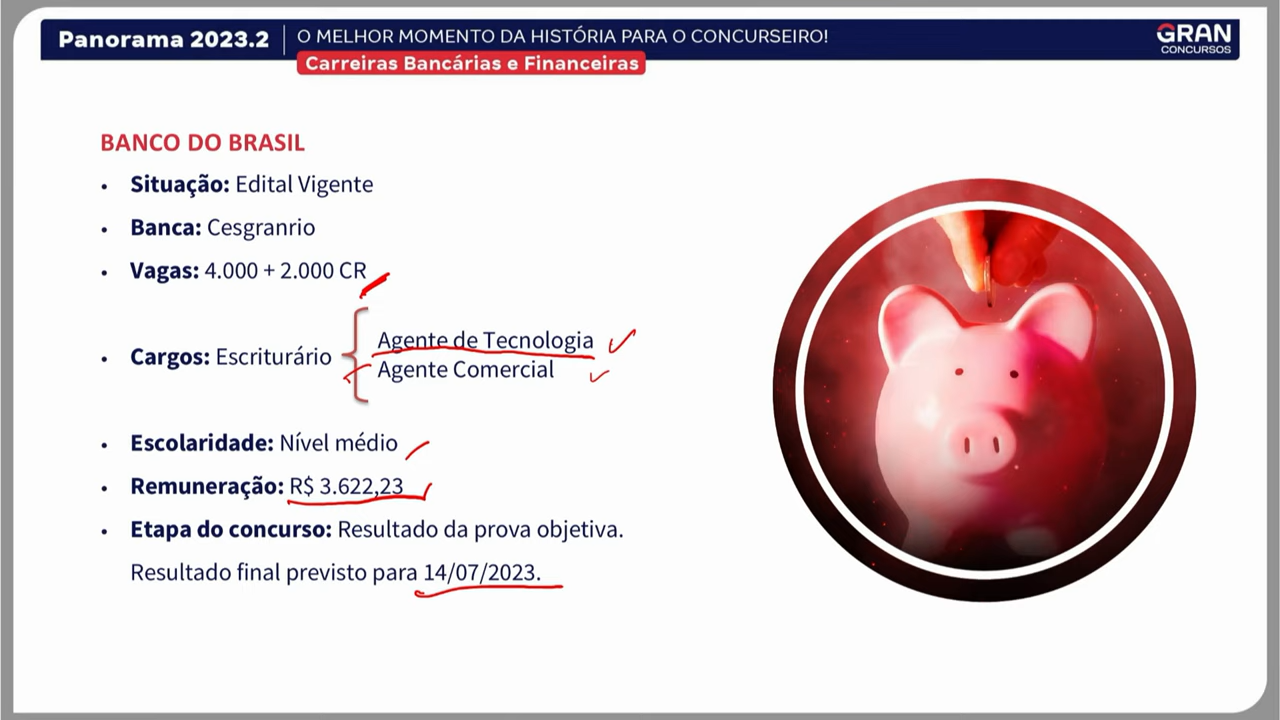 Panorama 2023.2
O MELHOR MOMENTO DA HISTÓRIA PARA O CONCURSEIRO!
Carreiras Bancárias e Financeiras
GRAN
CONCURSOS
BANCO DO BRASIL
• Situação: Edital Vigente
• Banca: Cesgranrio
• Vagas: 4.000 + 2.000 CR
• Cargos: Escriturário
Agente de Tecnologia
Agente Comercial
• Escolaridade: Nível médio
• Remuneração: R$ 3.622,23
• Etapa do concurso: Resultado da prova objetiva.
Resultado final previsto para 14/07/2023.